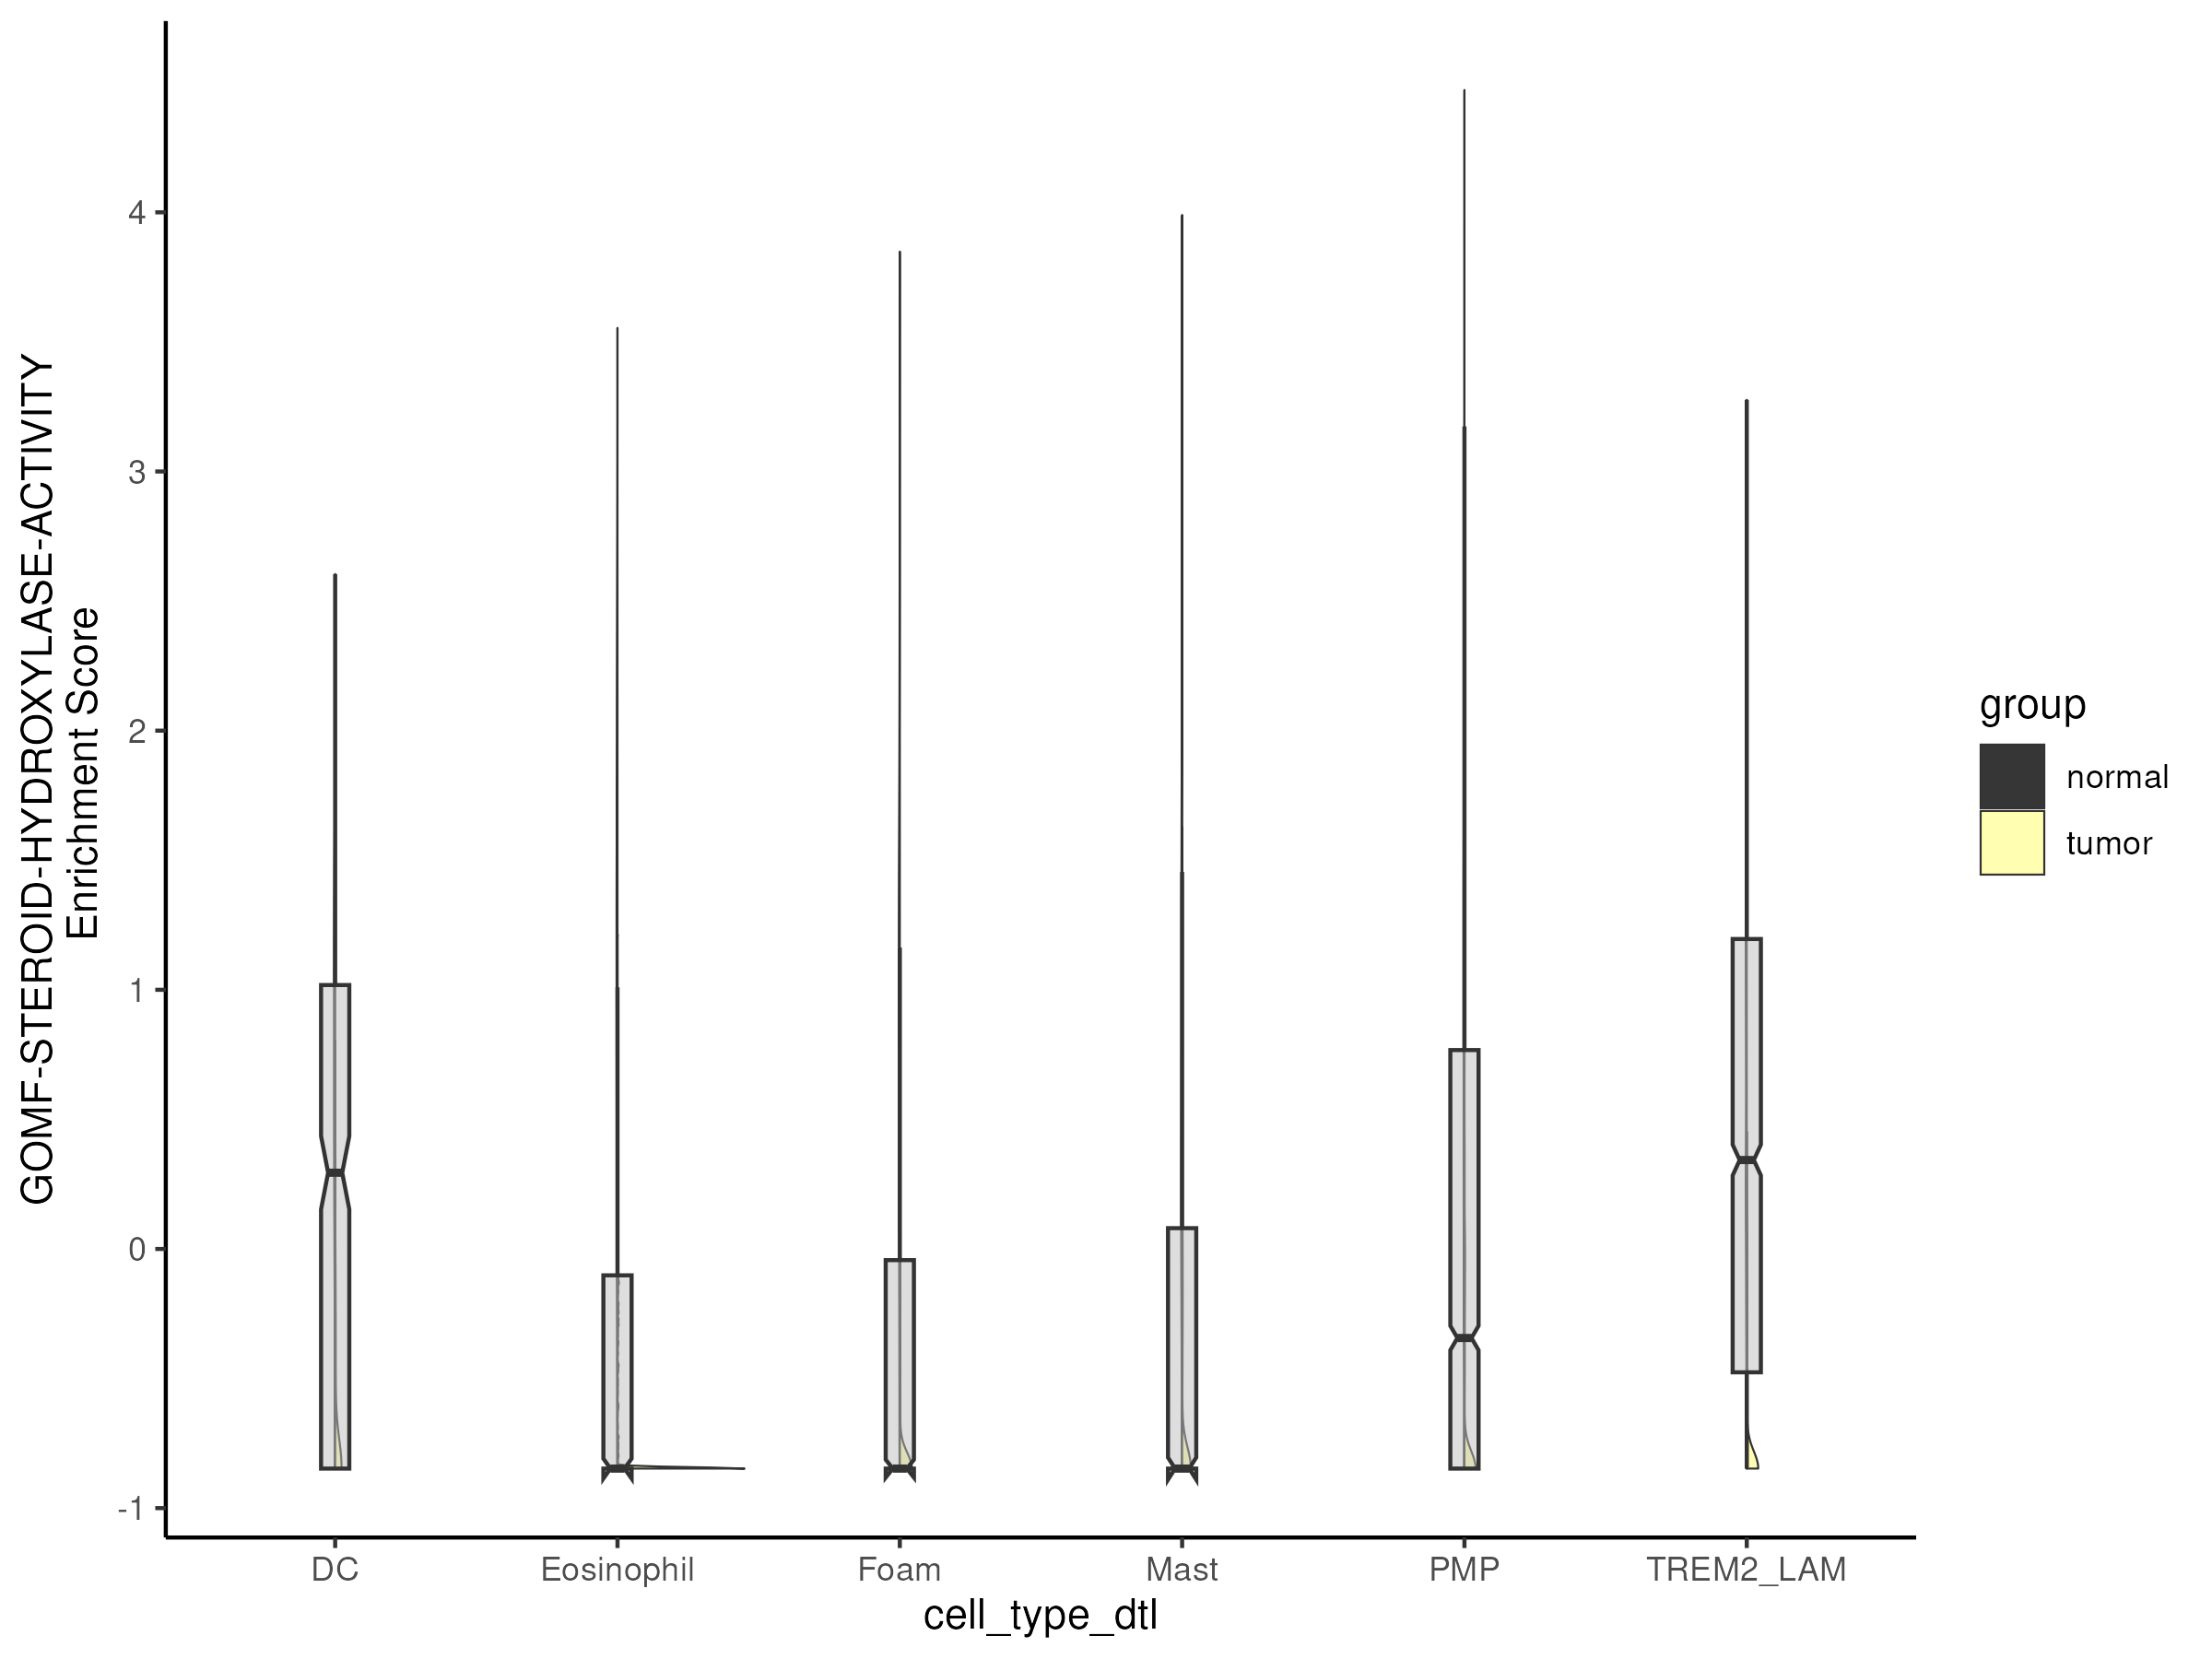 GOMF-STEROID-HYDROXYLASE-ACTIVITY
Enrichment Score
4
3
2
1
0
-1
DC
Eosinophil
Foam
Mast
PMP
TREM2_LAM
cell_type_dtl
group
normal
tumor